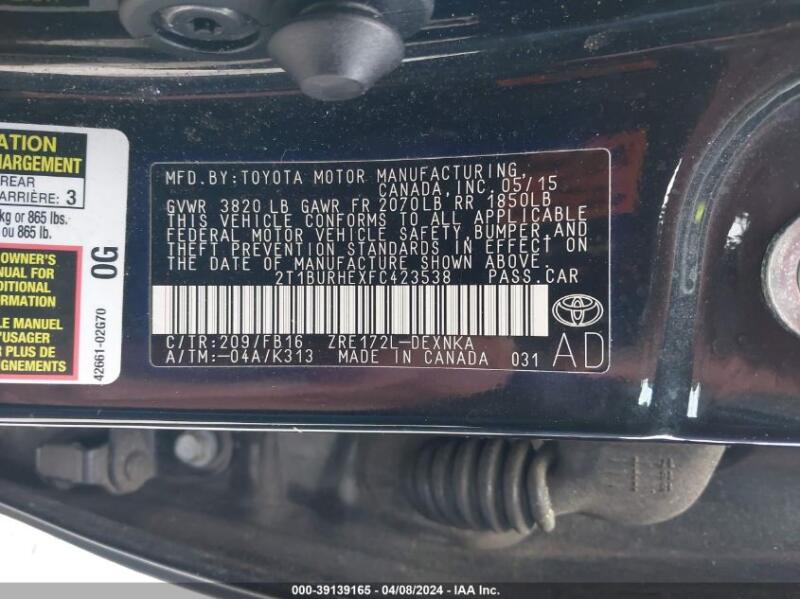 ATION
HARGEMENT
REAR
ARRIÈRE: 3
kg or 865 lbs.
ou 865 lb.
OWNER'S
ANUAL FOR
DDITIONAL
ORMATION
LE MANUEL
'USAGER
R PLUS DE
EIGNEMENTS
0G
42661-02G70
MFD.BY:TOYOTA MOTOR MANUFACTURING,
CANADA,INC.05/15
GVWR 3820 LB GAWR FR 2070LB RR 1850LB
THIS VEHICLE CONFORMS TO ALL APPLICABLE
FEDERAL MOTOR VEHICLE SAFETY,BUMPER,AND
THEFT PREVENTION STANDARDS IN EFFECT ON
THE DATE OF MANUFACTURE SHOWN ABOVE.
2T1BURHEXFC423538 PASS.CAR
C/TR:209/FB16 ZRE172L-DEXNKA
A/TM:-04A/K313 MADE IN CANADA 031
AD
000-39139165 - 04/08/2024 - IAA Inc.